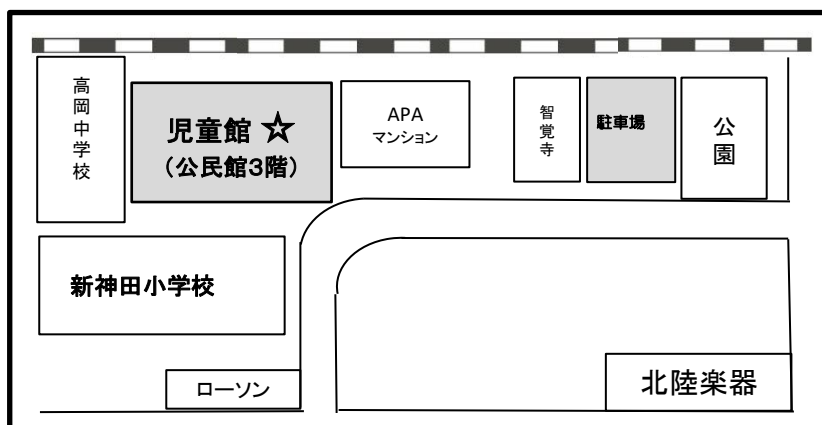 高岡中学校
児童館 ☆
(公民館3階)
APA
マンション
智覚寺
駐車場
公園
新神田小学校
ローソン
北陸楽器